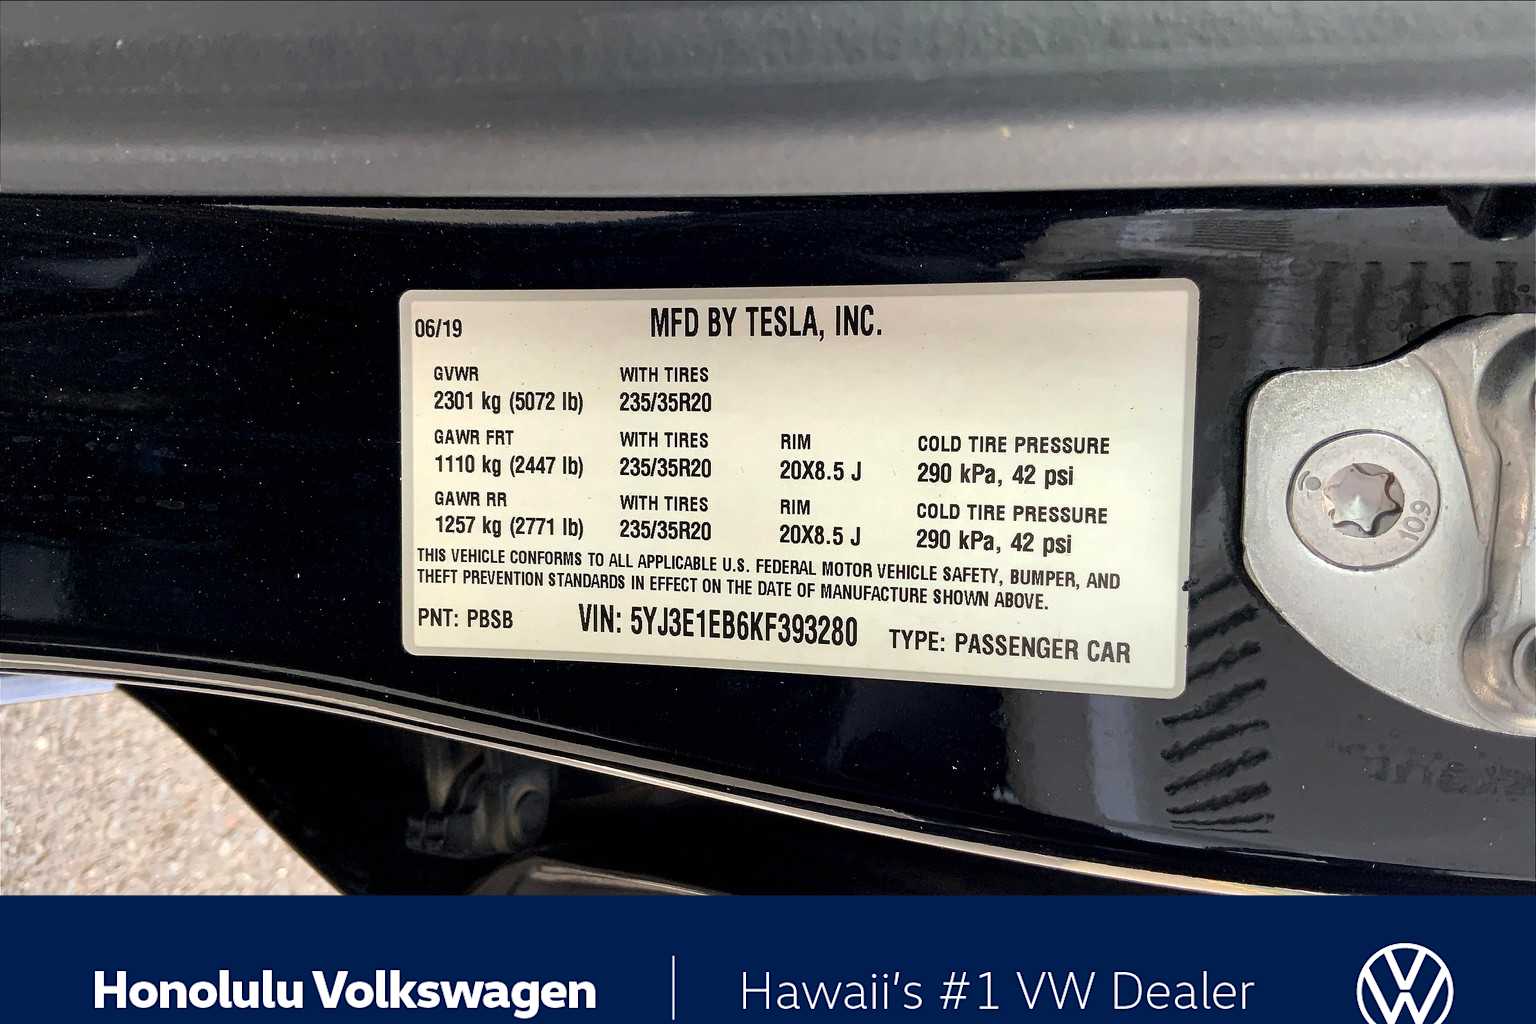 06/19
MFD BY TESLA, INC.
GVWR WITH TIRES
2301 kg (5072 lb) 235/35R20
GAWR FRT WITH TIRES RIM COLD TIRE PRESSURE
1110 kg (2447 lb) 235/35R20 20X8.5 J 290 kPa, 42 psi
GAWR RR WITH TIRES RIM COLD TIRE PRESSURE
1257 kg (2771 lb) 235/35R20 20X8.5 J 290 kPa, 42 psi
THIS VEHICLE CONFORMS TO ALL APPLICABLE U.S. FEDERAL MOTOR VEHICLE SAFETY, BUMPER, AND
THEFT PREVENTION STANDARDS IN EFFECT ON THE DATE OF MANUFACTURE SHOWN ABOVE.
PNT: PBSB VIN: 5YJ3E1EB6KF393280 TYPE: PASSENGER CAR
109
Honolulu Volkswagen Hawaii's #1 VW Dealer